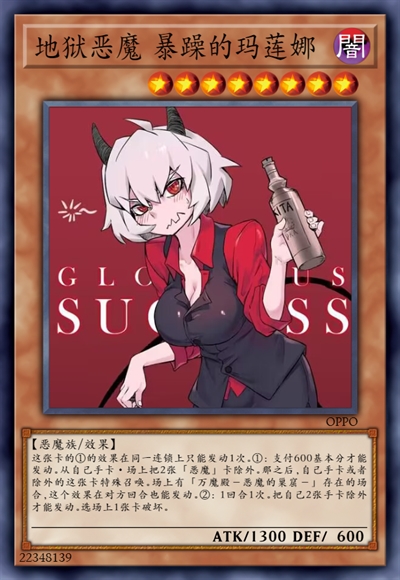 地狱恶魔 暴躁的玛莲娜
闇
NTA
GLO US
SUC SS
OPPO
【恶魔族/效果】
这张卡的①的效果在同一连锁上只能发动1次。①：支付600基本分才能
发动。从自己手卡·场上把2张「恶魔」卡除外。那之后，自己手卡或者
除外的这张卡特殊召唤。场上有「万魔殿－恶魔的巢窟－」存在的场
合，这个效果在对方回合也能发动。②：1回合1次。把自己2张手卡除外
才能发动。选场上1张卡破坏。
ATK/1300 DEF/ 600
22348139